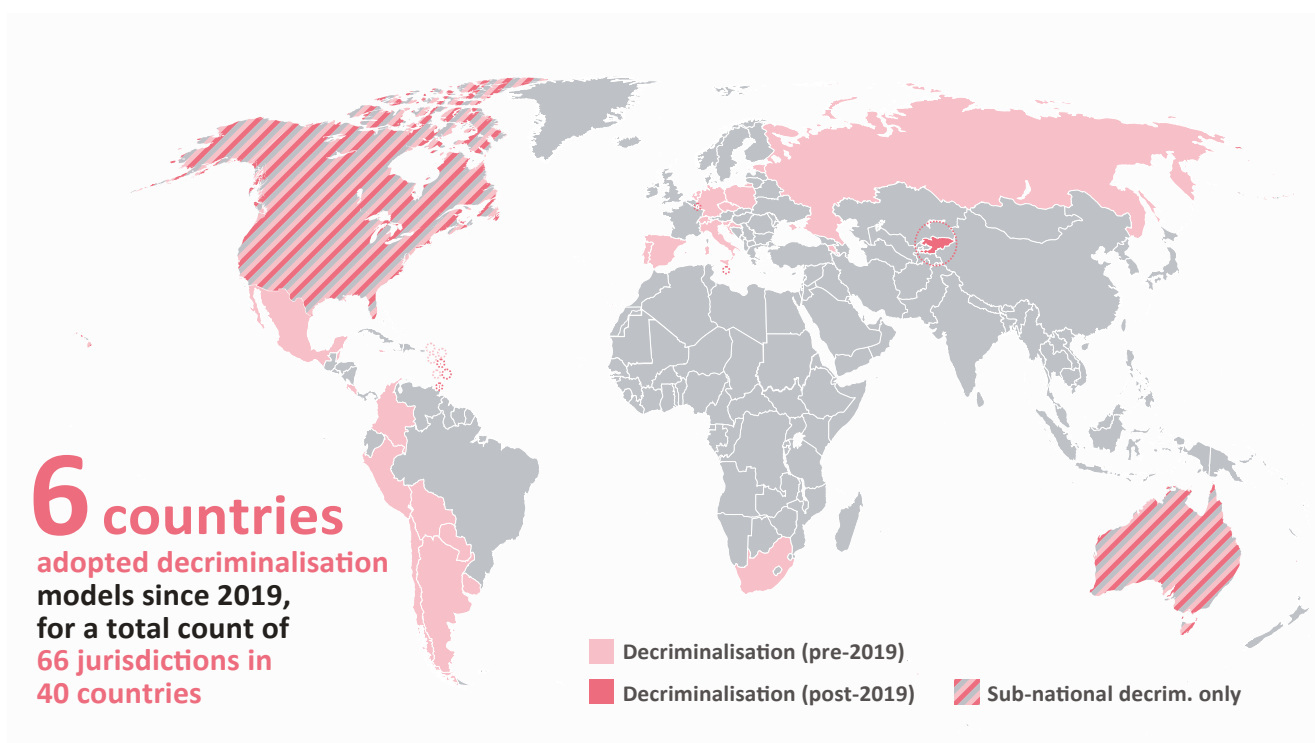 6 countries
adopted decriminalisation
models since 2019,
for a total count of
66 jurisdictions in
40 countries
Decriminalisation (pre-2019)
Decriminalisation (post-2019)
Sub-national decrim. only